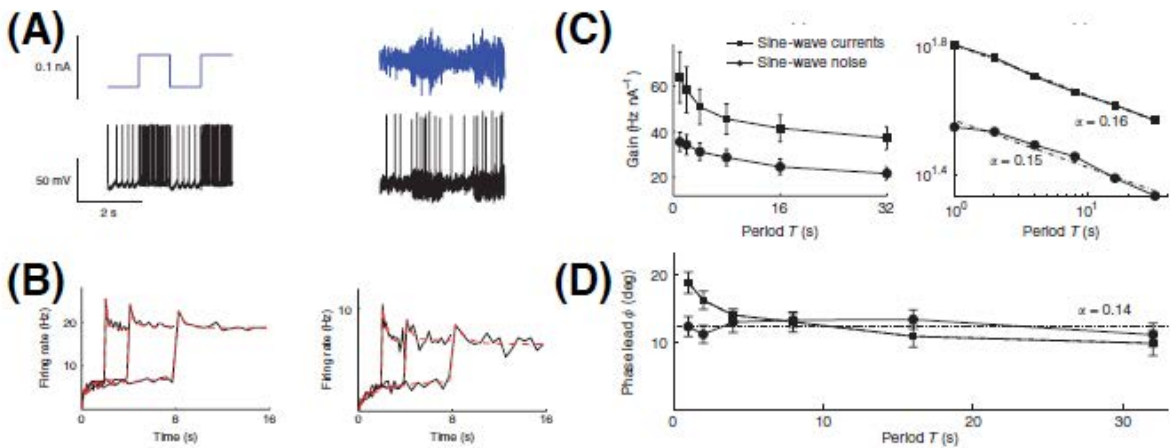 (A)
0.1 nA
50 mV
2 s
(B)
Firing rate (Hz)
20
10
0
8
16
Time (s)
Firing rate (Hz)
10
0
8
16
Time (s)
(C)
Sine-wave currents
Sine-wave noise
Gain (Hz nA⁻¹)
60
40
20
0
16
32
Period T (s)
10^1.8
10^1.4
α = 0.16
α = 0.15
10^0
10^1
Period T (s)
(D)
Phase lead ϕ (deg)
20
10
α = 0.14
0
10
20
30
Period T (s)